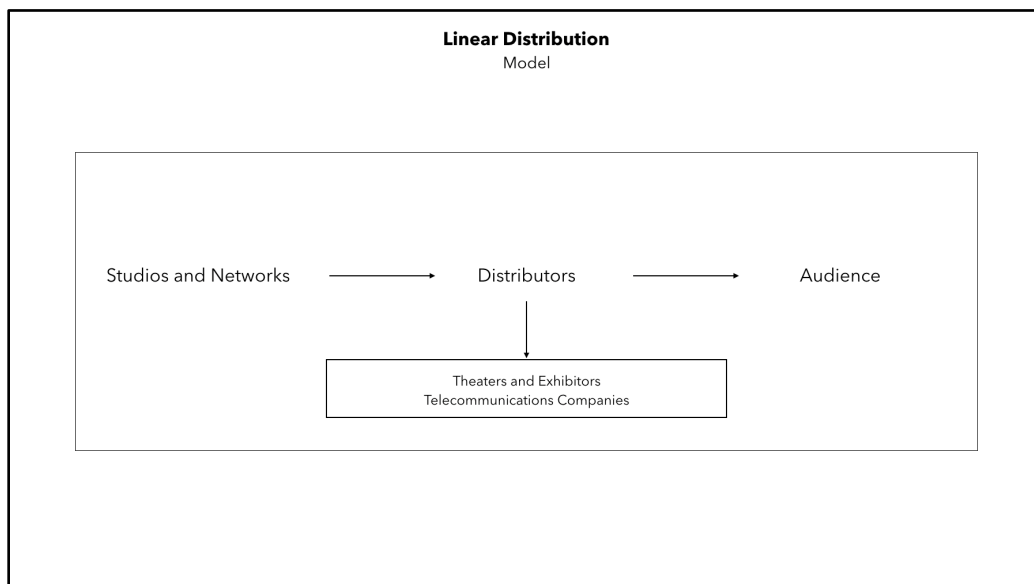 Linear Distribution
Model
Studios and Networks
Distributors
Audience
Theaters and Exhibitors
Telecommunications Companies